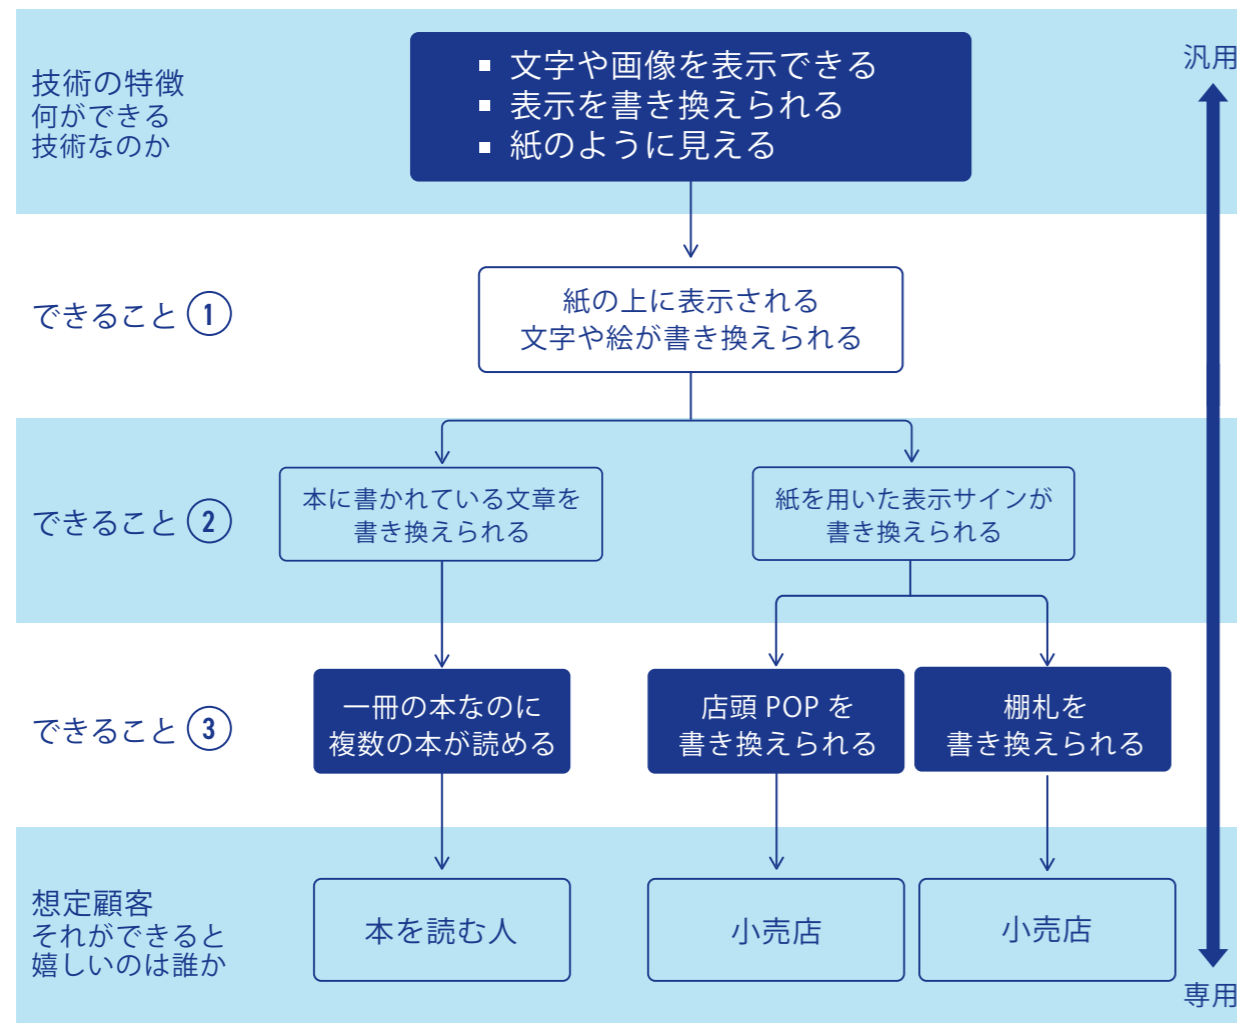 技術の特徴
何ができる
技術なのか
▪ 文字や画像を表示できる
▪ 表示を書き換えられる
▪ 紙のように見える
汎用
できること ①
紙の上に表示される
文字や絵が書き換えられる
できること ②
本に書かれている文章を
書き換えられる
紙を用いた表示サインが
書き換えられる
できること ③
一冊の本なのに
複数の本が読める
店頭 POP を
書き換えられる
棚札を
書き換えられる
想定顧客
それができると
嬉しいのは誰か
本を読む人
小売店
小売店
専用